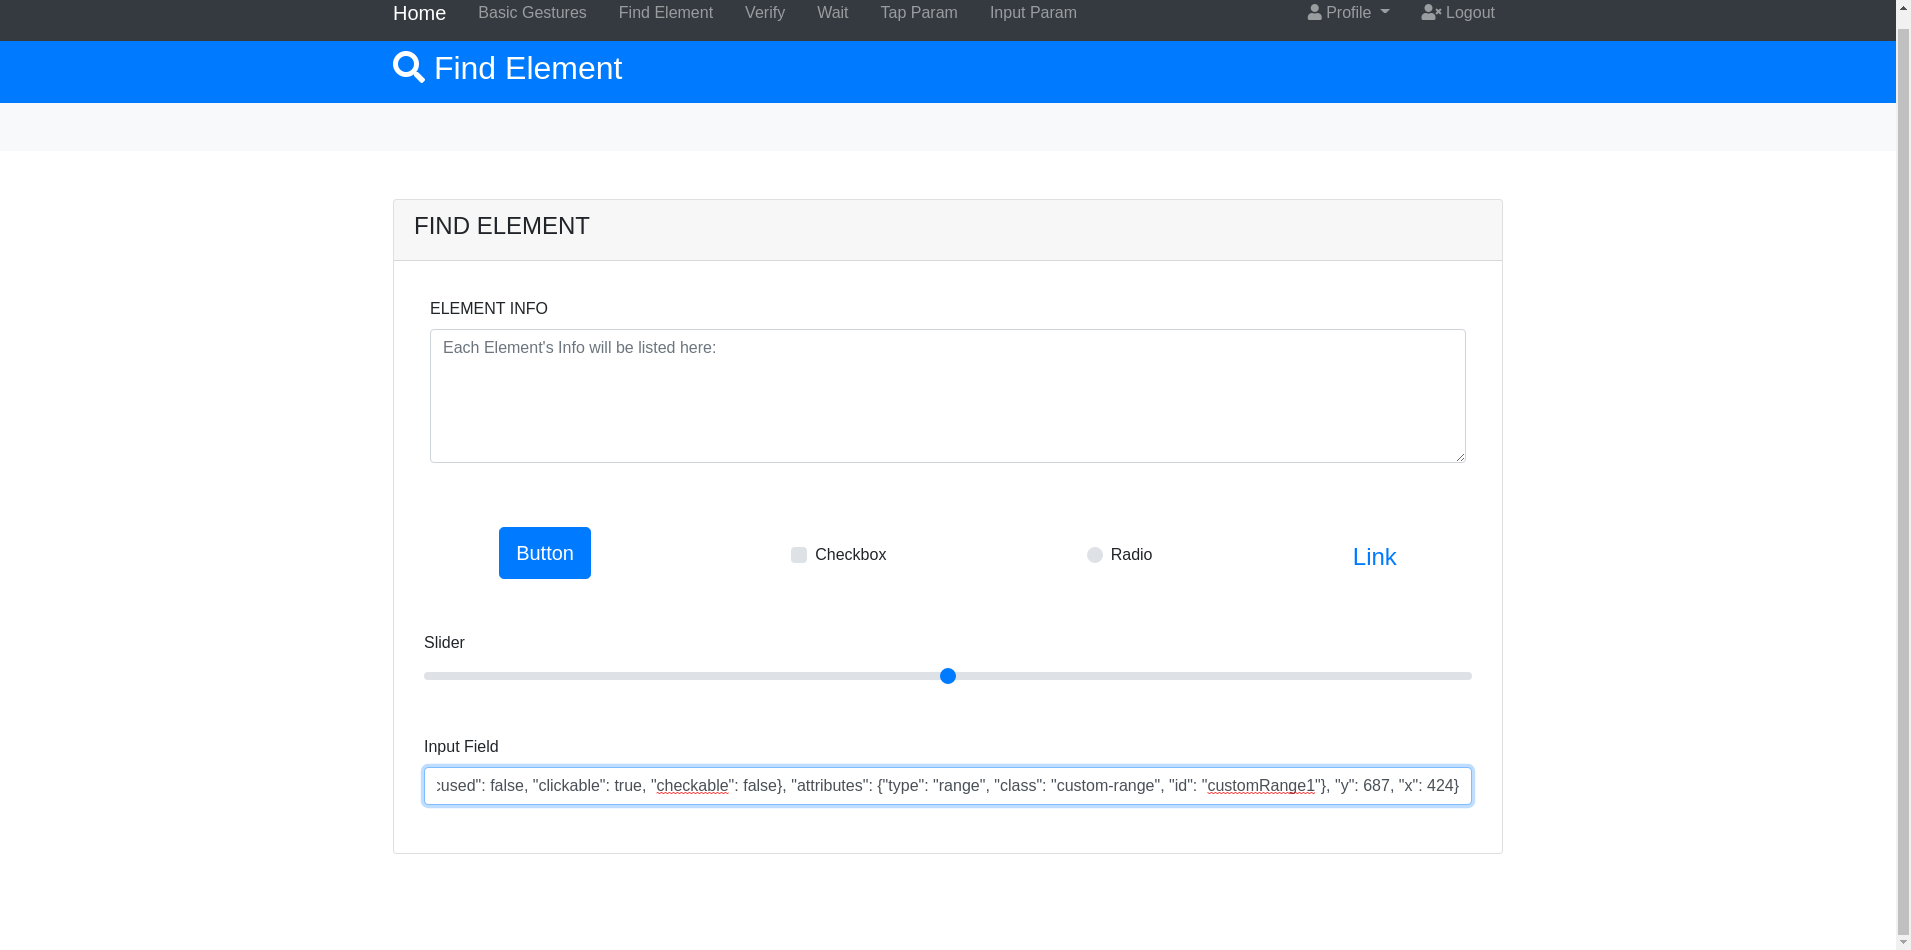 Home Basic Gestures Find Element Verify Wait Tap Param Input Param Profile Logout
Find Element
FIND ELEMENT
ELEMENT INFO
Each Element's Info will be listed here:
Button Checkbox Radio Link
Slider
Input Field
cused": false, "clickable": true, "checkable": false}, "attributes": {"type": "range", "class": "custom-range", "id": "customRange1"}, "y": 687, "x": 424}